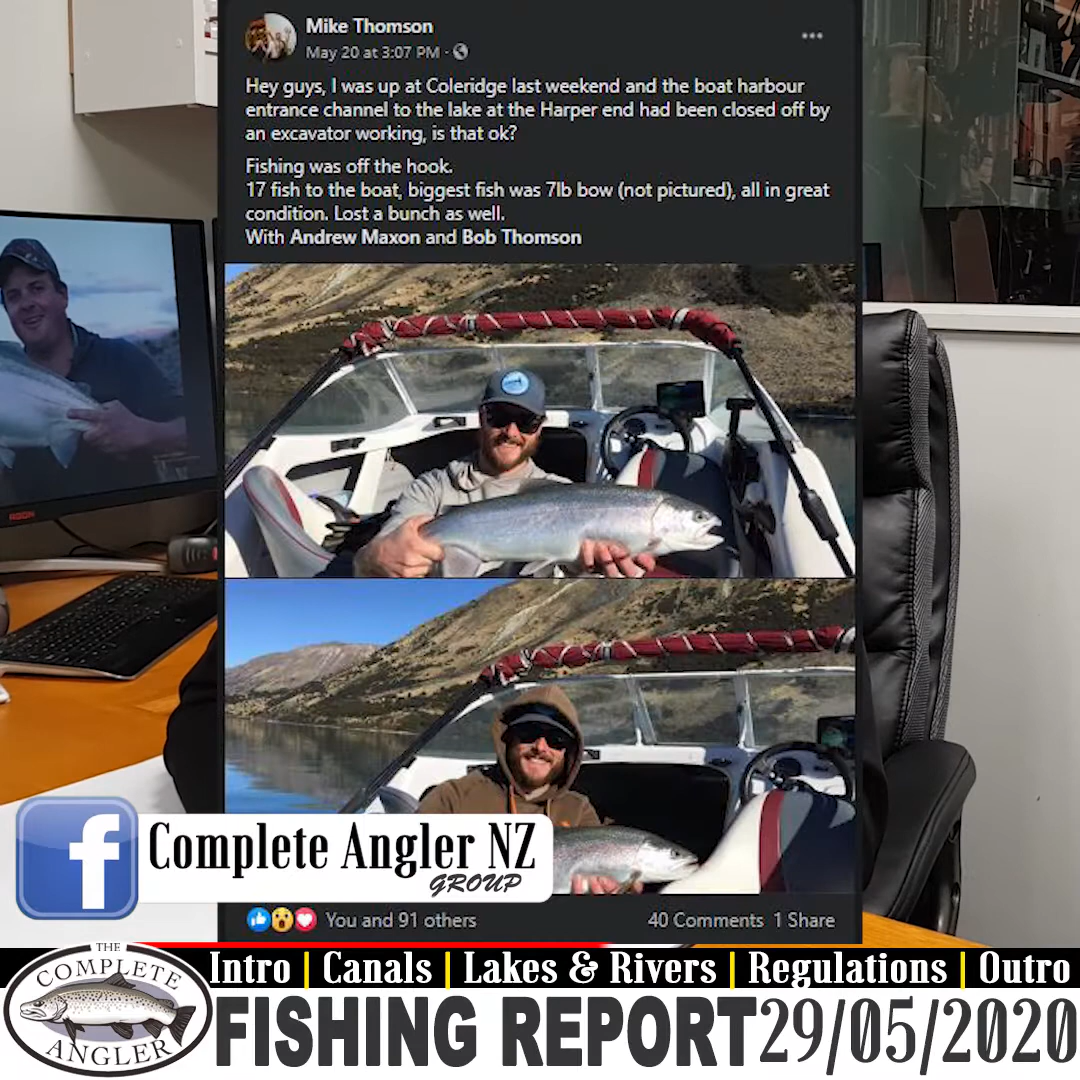 Mike Thomson
May 20 at 3:07 PM ·
Hey guys, I was up at Coleridge last weekend and the boat harbour
entrance channel to the lake at the Harper end had been closed off by
an excavator working, is that ok?
Fishing was off the hook.
17 fish to the boat, biggest fish was 7lb bow (not pictured), all in great
condition. Lost a bunch as well.
With Andrew Maxon and Bob Thomson
AOC
f Complete Angler NZ
GROUP
You and 91 others 40 Comments 1 Share
Intro | Canals | Lakes & Rivers | Regulations | Outro
THE
COMPLETE
ANGLER
FISHING REPORT 29/05/2020